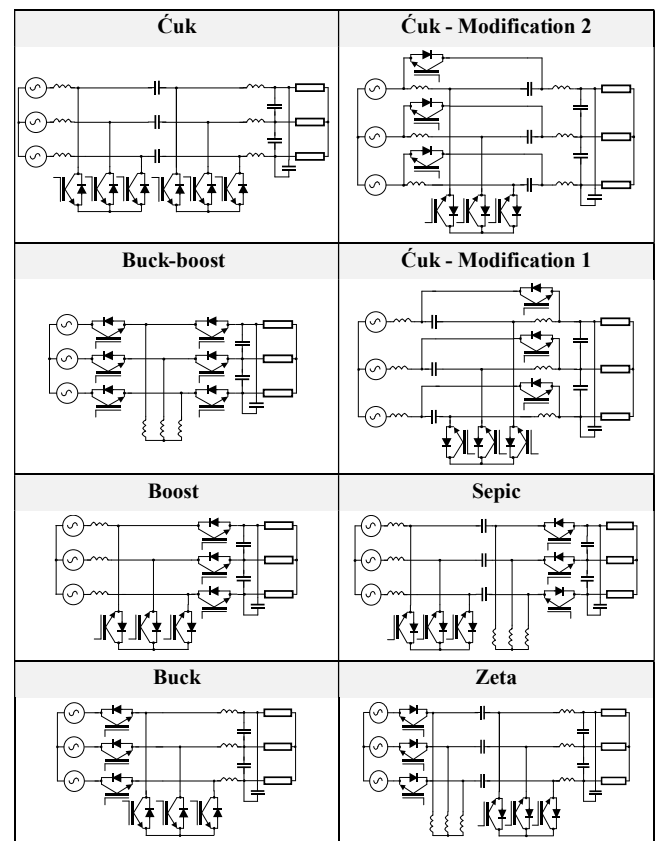 Ćuk
Ćuk - Modification 2
Buck-boost
Ćuk - Modification 1
Boost
Sepic
Buck
Zeta